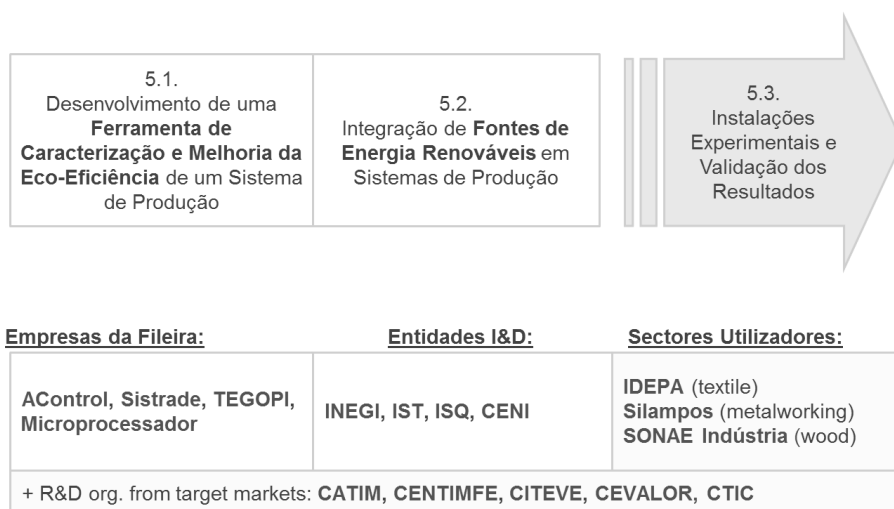 5.1.
Desenvolvimento de uma
Ferramenta de
Caracterização e Melhoria da
Eco-Eficiência de um Sistema
de Produção
5.2.
Integração de Fontes de
Energia Renováveis em
Sistemas de Produção
5.3.
Instalações
Experimentais e
Validação dos
Resultados
Empresas da Fileira:
Entidades I&D:
Sectores Utilizadores:
AControl, Sistrade, TEGOPI,
Microprocessador
INEGI, IST, ISQ, CENI
IDEPA (textile)
Silampos (metalworking)
SONAE Indústria (wood)
+ R&D org. from target markets: CATIM, CENTIMFE, CITEVE, CEVALOR, CTIC